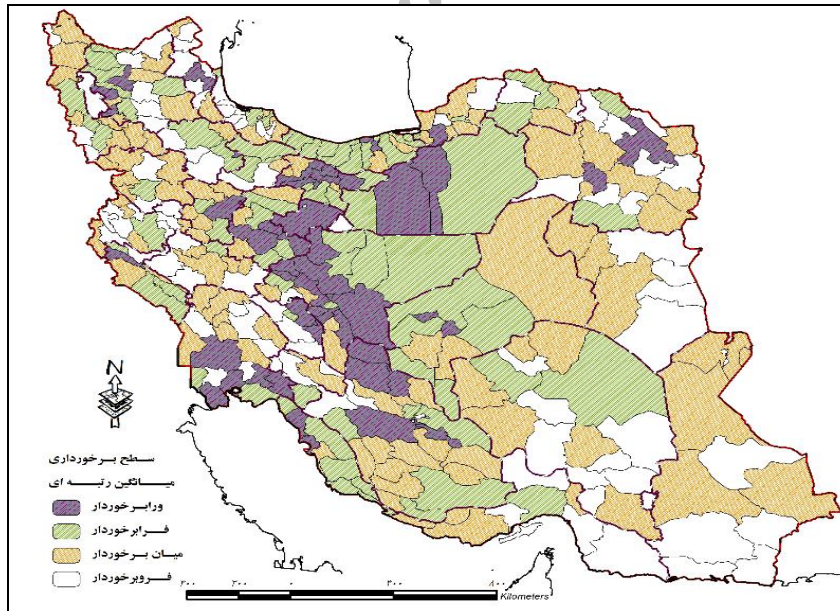 N
سطح برخورداری
میانگین رتبه ای
ورابرخوردار
فرابرخوردار
میان برخوردار
فروبرخوردار
Kilometers